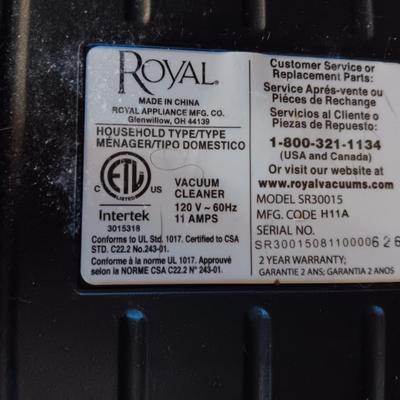 ROYAL®
MADE IN CHINA
ROYAL APPLIANCE MFG. CO.
Glenwillow, OH 44139
HOUSEHOLD TYPE/TYPE
MÉNAGER/TIPO DOMESTICO
ETL
C US
LISTED
Intertek
3015318
VACUUM
CLEANER
120 V ~ 60Hz
11 AMPS
Conforms to UL Std. 1017. Certified to CSA
STD. C22.2 No.243-01.
Conforme à la norme UL 1017. Approuvé
selon la NORME CSA C22.2 N° 243-01.
Customer Service or
Replacement Parts:
Service Aprés-vente ou
Piéces de Rechange
Servicios al Cliente o
Piezas de Repuesto:
1-800-321-1134
(USA and Canada)
Or visit our website at
www.royalvacuums.com
MODEL SR30015
MFG. CODE H11A
SERIAL NO.
SR30015081100000626
2 YEAR WARRANTY;
GARANTIE 2 ANS; GARANTIA 2 ANOS